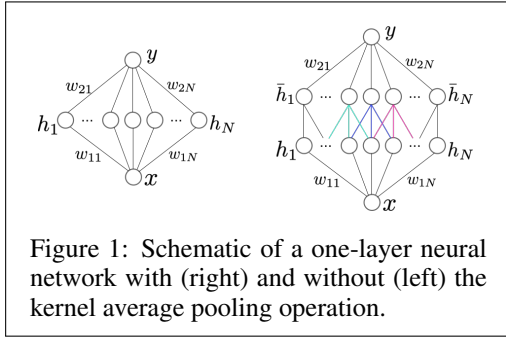 y y
w₂₁ w₂N w₂₁ w₂N
h̄₁ ... ... h̄N
h₁ ... ... hN h₁ ... ... hN
w₁₁ w₁N w₁₁ w₁N
x x
Figure 1: Schematic of a one-layer neural
network with (right) and without (left) the
kernel average pooling operation.